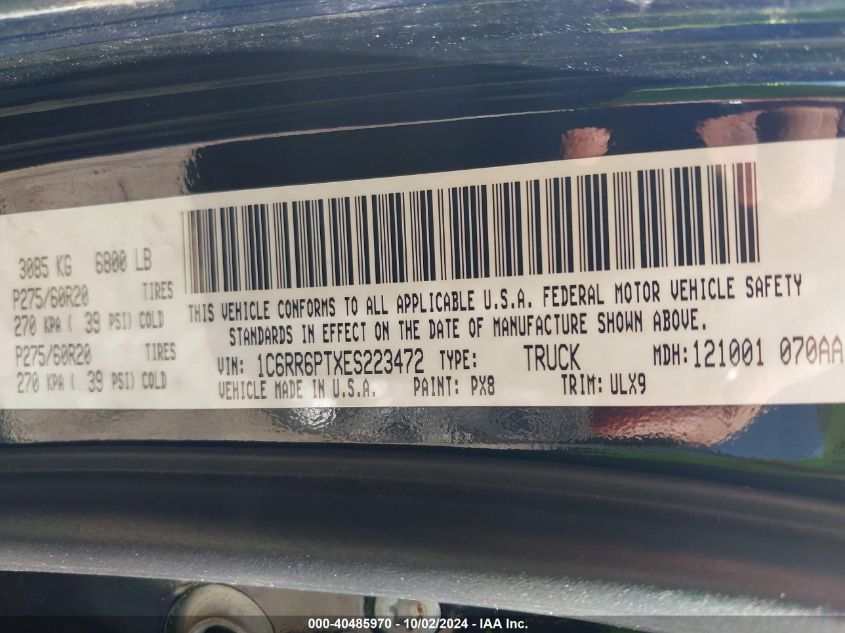 3085 KG 6800 LB
P275/60R20 TIRES
270 KPA ( 39 PSI) COLD
P275/60R20 TIRES
270 KPA ( 39 PSI) COLD
THIS VEHICLE CONFORMS TO ALL APPLICABLE U.S.A. FEDERAL MOTOR VEHICLE SAFETY
STANDARDS IN EFFECT ON THE DATE OF MANUFACTURE SHOWN ABOVE.
VIN: 1C6RR6PTXES223472 TYPE: TRUCK MDH: 121001 070AA
VEHICLE MADE IN U.S.A. PAINT: PX8 TRIM: ULX9
000-40485970 - 10/02/2024 - IAA Inc.